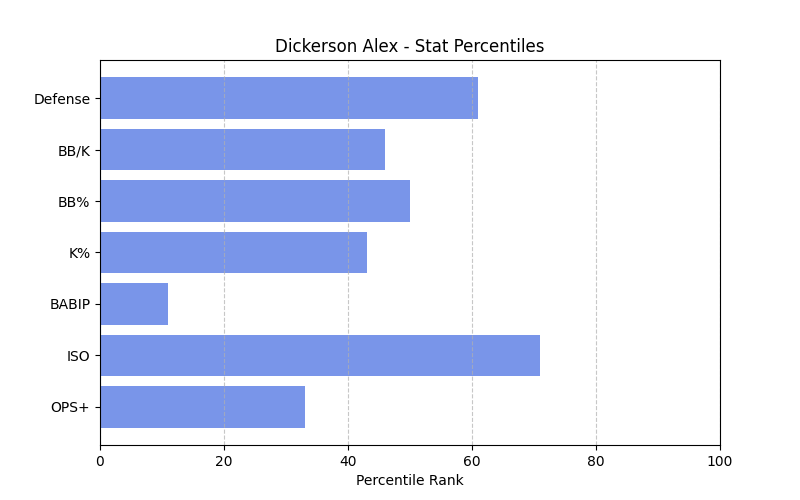 Dickerson Alex - Stat Percentiles
Defense
BB/K
BB%
K%
BABIP
ISO
OPS+
0 20 40 60 80 100
Percentile Rank